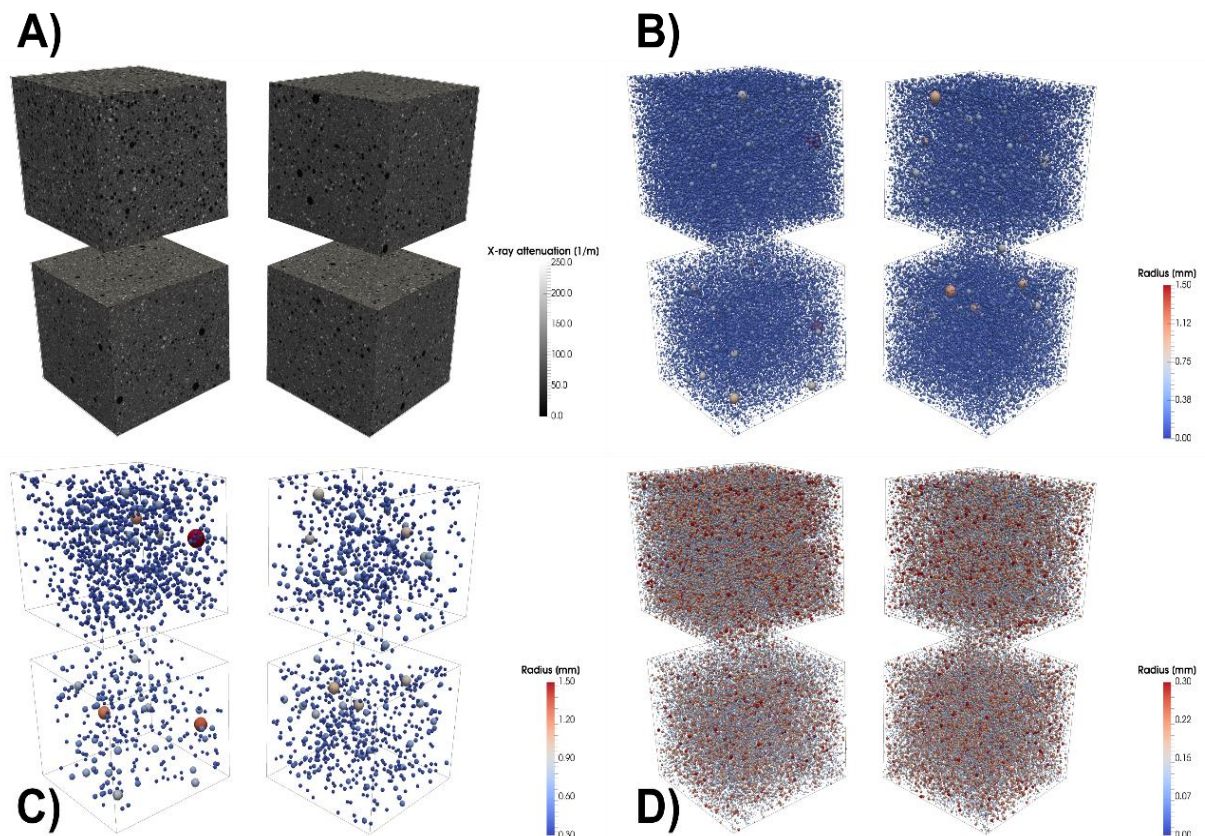 A)
B)
X-ray attenuation (1/m)
250.0
200.0
150.0
100.0
50.0
0.0
Radius (mm)
1.50
1.12
0.75
0.38
0.00
C)
Radius (mm)
1.50
1.20
0.90
0.60
0.30
D)
Radius (mm)
0.30
0.22
0.15
0.07
0.00